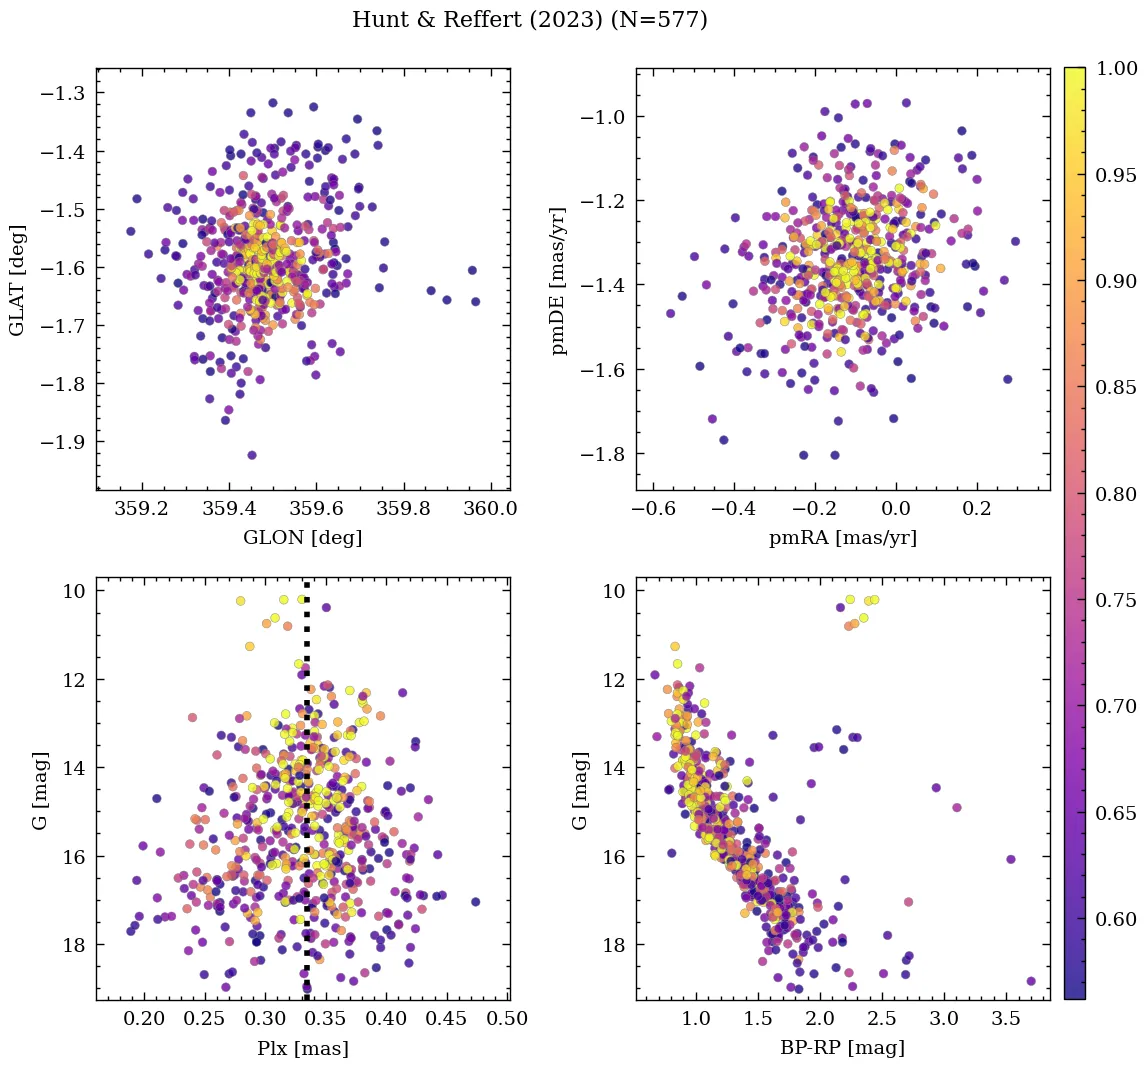 Hunt & Reffert (2023) (N=577)
−1.3
−1.4
−1.5
−1.6
−1.7
−1.8
−1.9
GLAT [deg]
359.2 359.4 359.6 359.8 360.0
GLON [deg]
−1.0
−1.2
−1.4
−1.6
−1.8
pmDE [mas/yr]
−0.6 −0.4 −0.2 0.0 0.2
pmRA [mas/yr]
10
12
14
16
18
G [mag]
0.20 0.25 0.30 0.35 0.40 0.45 0.50
Plx [mas]
10
12
14
16
18
G [mag]
1.0 1.5 2.0 2.5 3.0 3.5
BP-RP [mag]
1.00
0.95
0.90
0.85
0.80
0.75
0.70
0.65
0.60